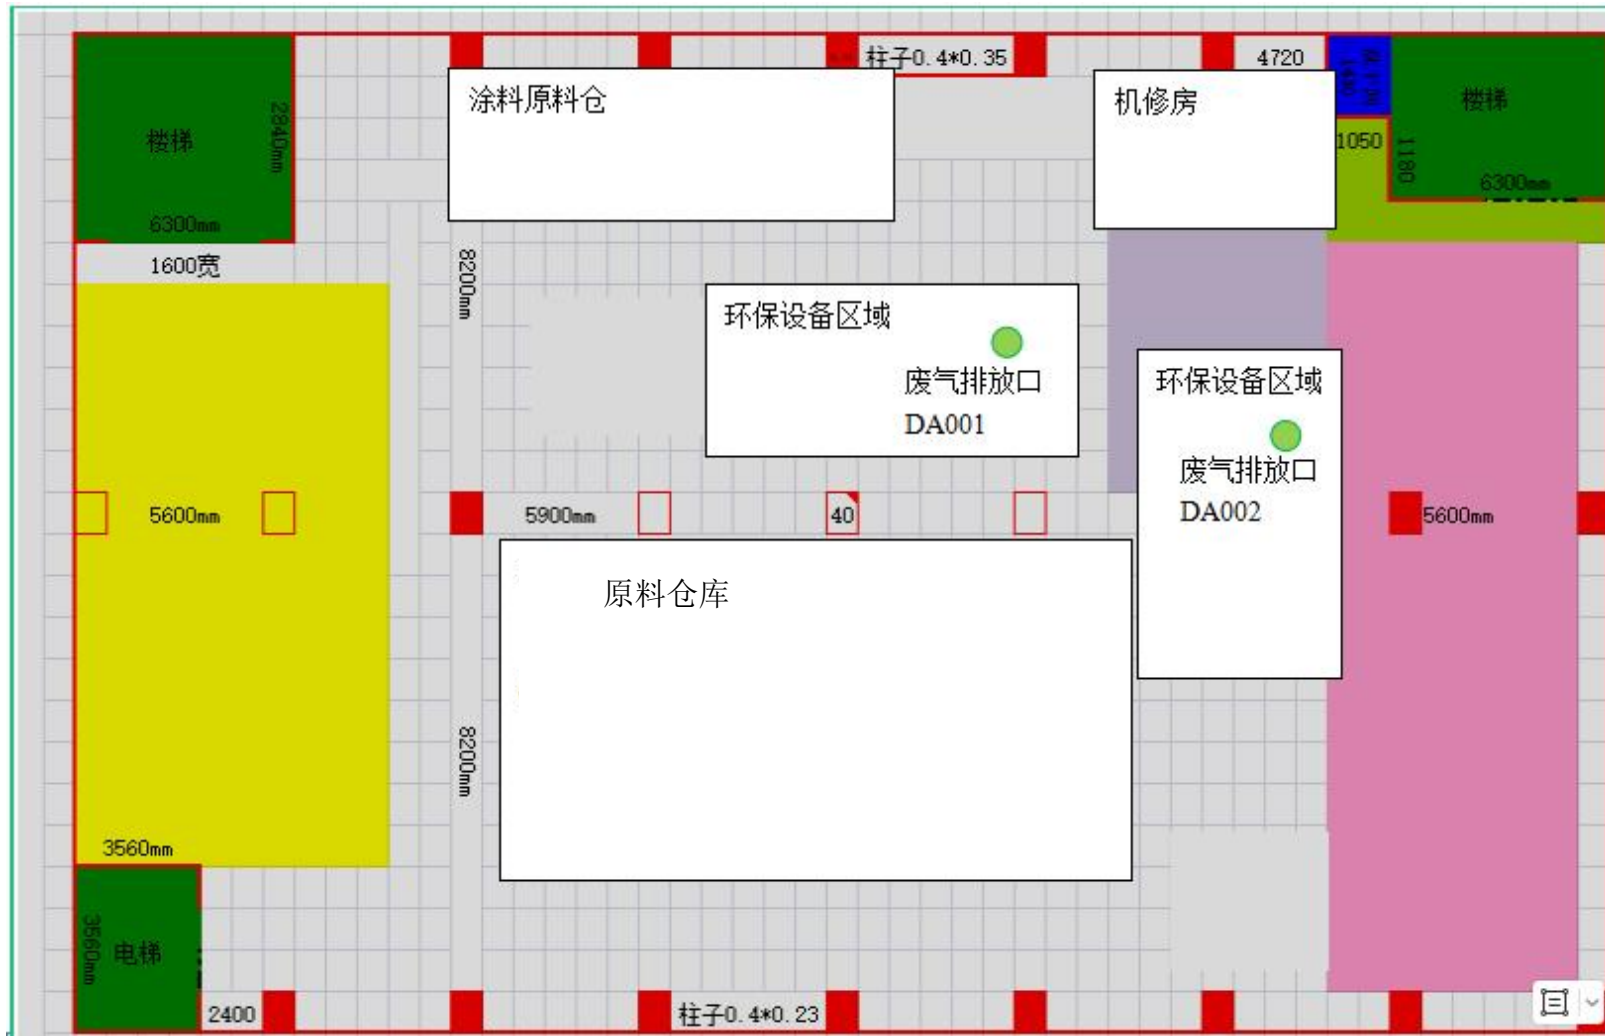 柱子0.4*0.35
4720
涂料原料仓
机修房
楼梯
2840mm
6300mm
楼梯
1050
1180
6300mm
1600宽
8200mm
环保设备区域
废气排放口
DA001
环保设备区域
废气排放口
DA002
5600mm
5900mm
40
5600mm
原料仓库
8200mm
3560mm
3560mm
电梯
2400
柱子0.4*0.23